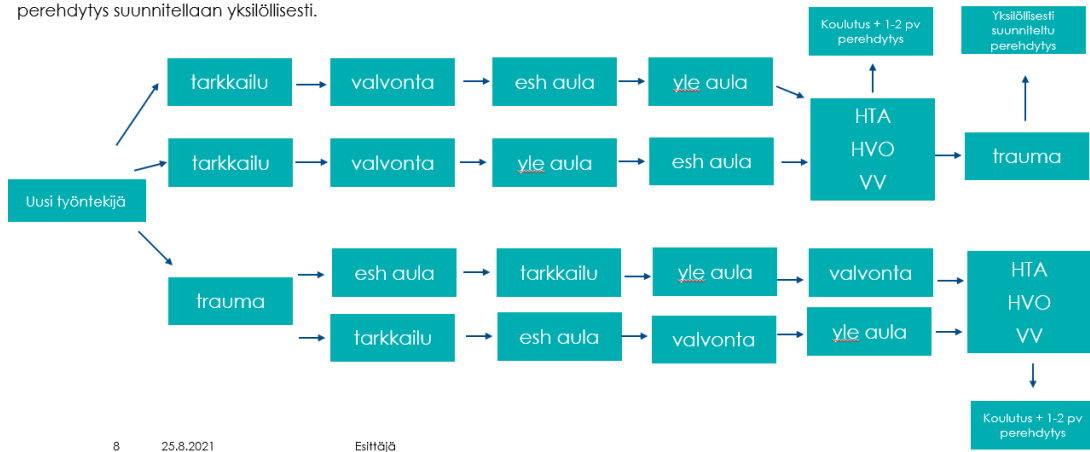 perehdytys suunnitellaan yksilöllisesti.
Koulutus + 1-2 pv
perehdytys
Yksilöllisesti
suunniteltu
perehdytys
tarkkailu
valvonta
esh aula
yle aula
HTA
HVO
VV
tarkkailu
valvonta
yle aula
esh aula
trauma
Uusi työntekijä
trauma
esh aula
tarkkailu
yle aula
valvonta
HTA
HVO
VV
tarkkailu
esh aula
valvonta
yle aula
Koulutus + 1-2 pv
perehdytys
8 25.8.2021 Esittäjä